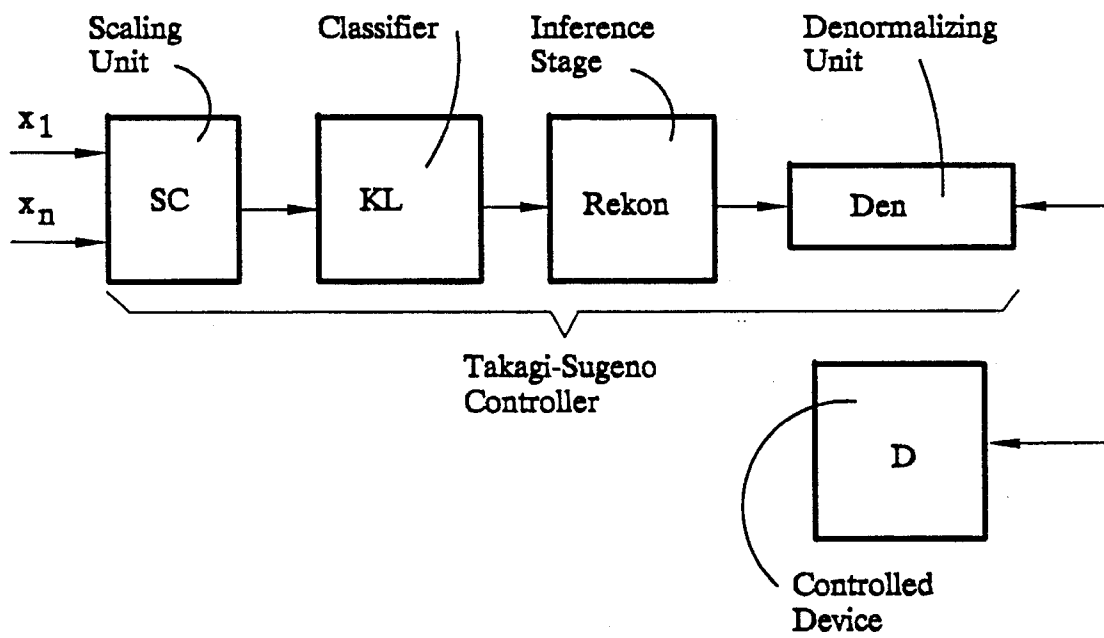 Scaling
Unit
Classifier
Inference
Stage
Denormalizing
Unit
x1
xn
SC
KL
Rekon
Den
Takagi-Sugeno
Controller
D
Controlled
Device